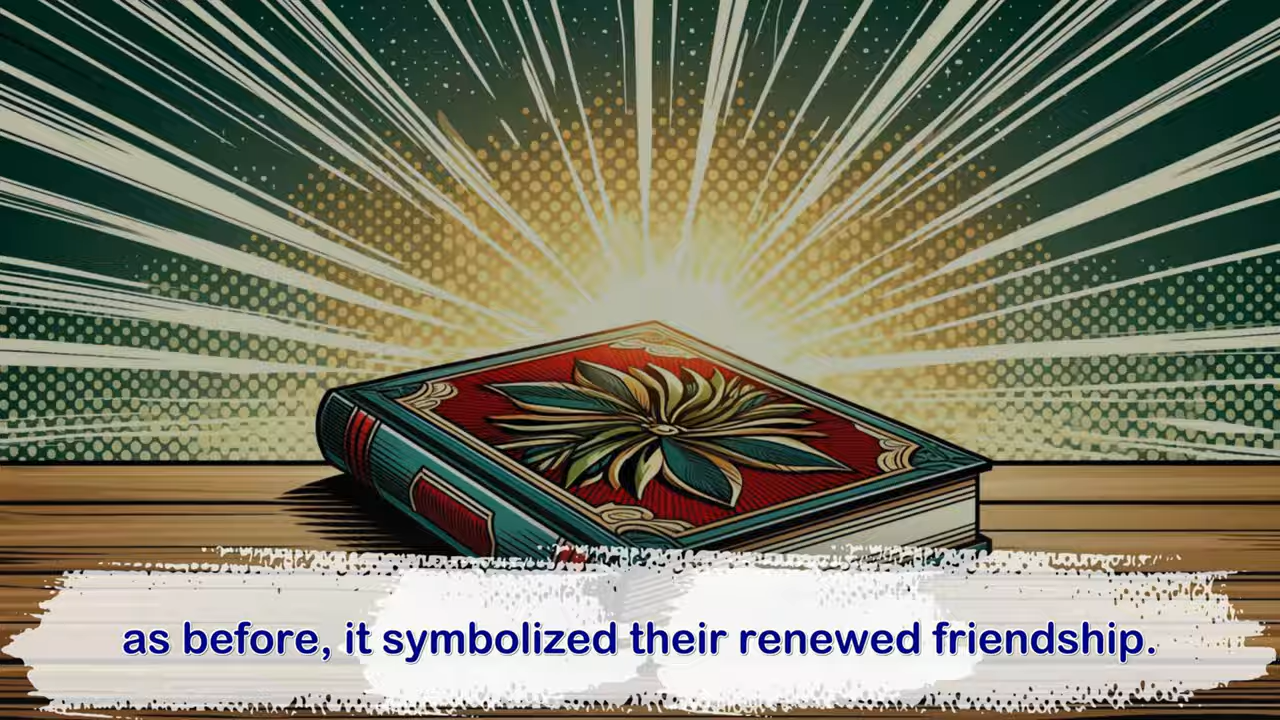 as before, it symbolized their renewed friendship.